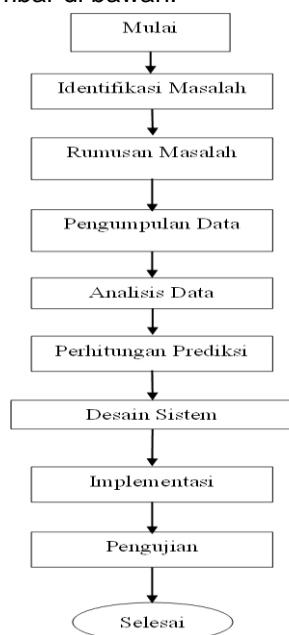 Mulai
Identifikasi Masalah
Rumusan Masalah
Pengumpulan Data
Analisis Data
Perhitungan Prediksi
Desain Sistem
Implementasi
Pengujian
Selesai